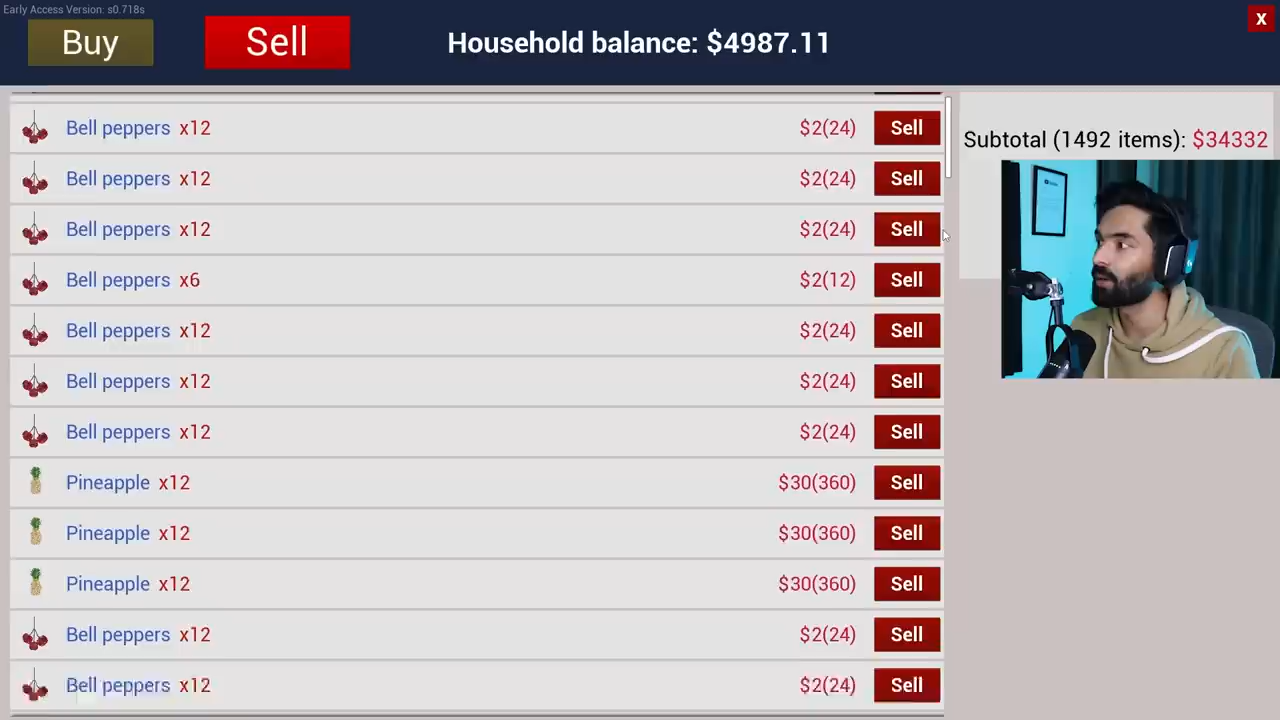 Early Access Version: s0.718s
Buy
Sell
Household balance: $4987.11
X
Bell peppers x12 $2(24) Sell
Bell peppers x12 $2(24) Sell
Bell peppers x12 $2(24) Sell
Bell peppers x6 $2(12) Sell
Bell peppers x12 $2(24) Sell
Bell peppers x12 $2(24) Sell
Bell peppers x12 $2(24) Sell
Pineapple x12 $30(360) Sell
Pineapple x12 $30(360) Sell
Pineapple x12 $30(360) Sell
Bell peppers x12 $2(24) Sell
Bell peppers x12 $2(24) Sell
Subtotal (1492 items): $34332